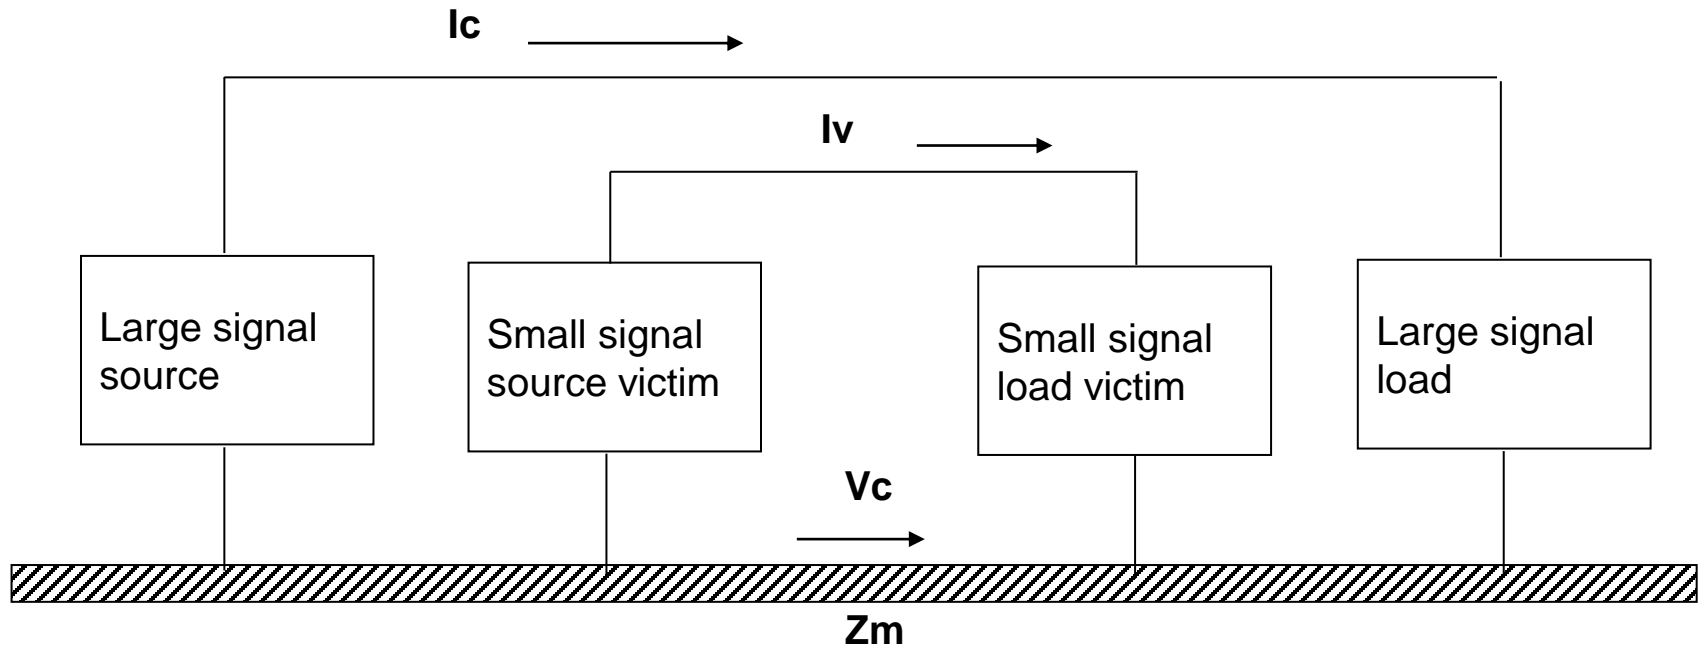 Ic
Iv
Large signal
source
Small signal
source victim
Small signal
load victim
Large signal
load
Vc
Zm